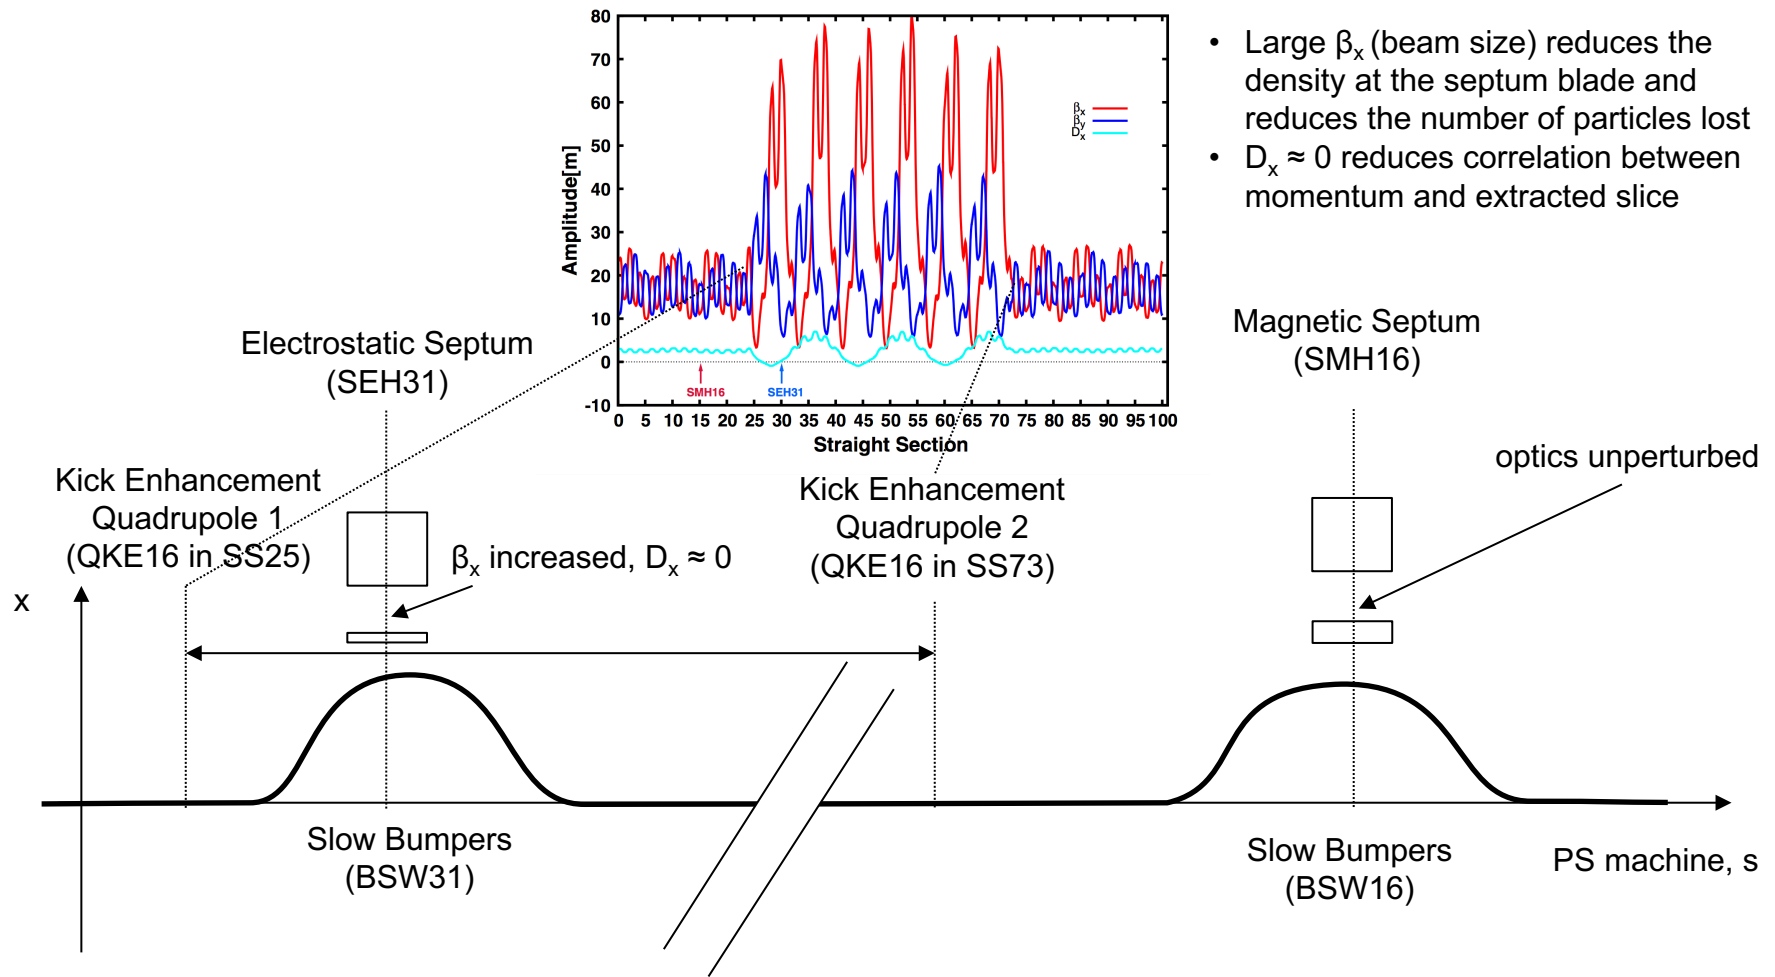 80
70
60
50
40
30
20
10
0
-10
Amplitude[m]
βx
βy
Dx
SMH16
SEH31
0 5 10 15 20 25 30 35 40 45 50 55 60 65 70 75 80 85 90 95 100
Straight Section
• Large βx (beam size) reduces the
density at the septum blade and
reduces the number of particles lost
• Dx ≈ 0 reduces correlation between
momentum and extracted slice
Electrostatic Septum
(SEH31)
Magnetic Septum
(SMH16)
Kick Enhancement
Quadrupole 1
(QKE16 in SS25)
βx increased, Dx ≈ 0
Kick Enhancement
Quadrupole 2
(QKE16 in SS73)
optics unperturbed
x
Slow Bumpers
(BSW31)
Slow Bumpers
(BSW16)
PS machine, s